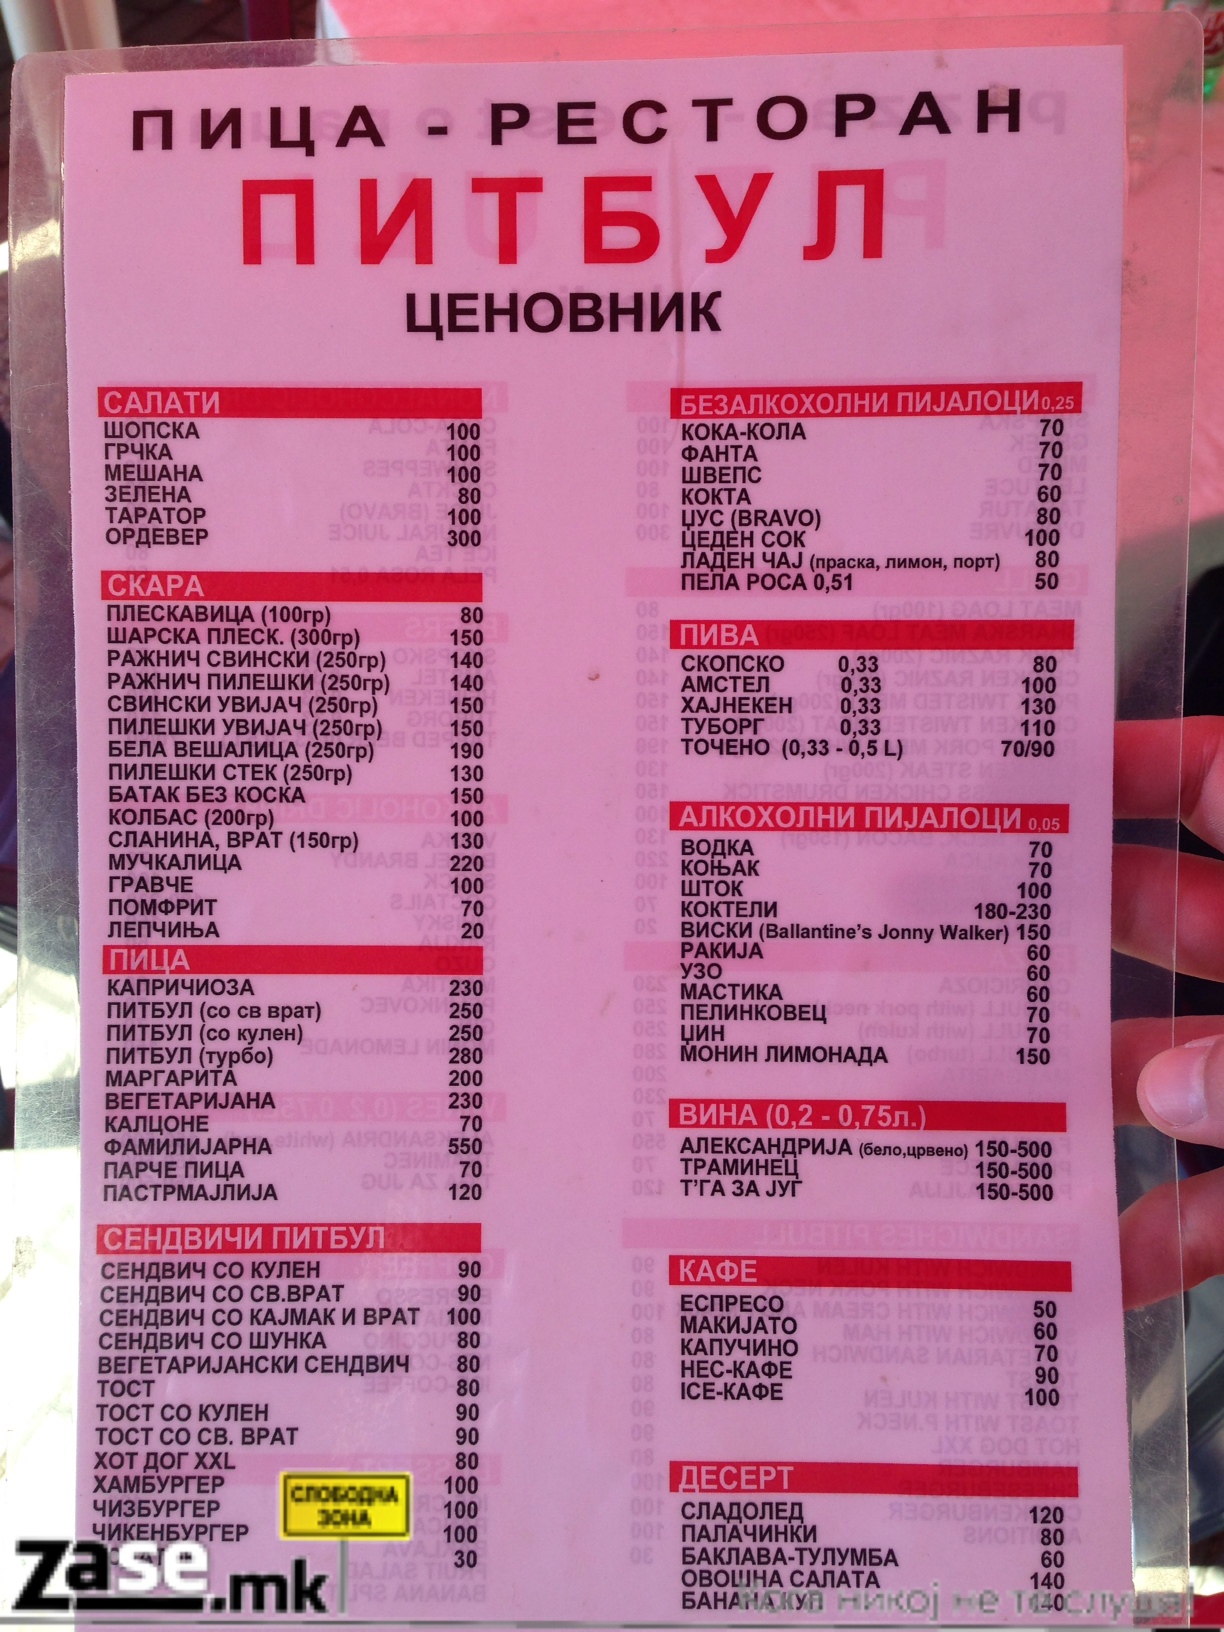 ПИЦА - РЕСТОРАН
ПИТБУЛ
ЦЕНОВНИК
САЛАТИ
ШОПСКА 100
ГРЧКА 100
МЕШАНА 100
ЗЕЛЕНА 80
ТАРАТОР 100
ОРДЕВЕР 300
СКАРА
ПЛЕСКАВИЦА (100гр) 80
ШАРСКА ПЛЕСК. (300гр) 150
РАЖНИЧ СВИНСКИ (250гр) 140
РАЖНИЧ ПИЛЕШКИ (250гр) 140
СВИНСКИ УВИЈАЧ (250гр) 150
ПИЛЕШКИ УВИЈАЧ (250гр) 150
БЕЛА ВЕШАЛИЦА (250гр) 190
ПИЛЕШКИ СТЕК (250гр) 130
БАТАК БЕЗ КОСКА 150
КОЛБАС (200гр) 100
СЛАНИНА, ВРАТ (150гр) 130
МУЧКАЛИЦА 220
ГРАВЧЕ 100
ПОМФРИТ 70
ЛЕПЧИЊА 20
ПИЦА
КАПРИЧИОЗА 230
ПИТБУЛ (со св врат) 250
ПИТБУЛ (со кулен) 250
ПИТБУЛ (турбо) 280
МАРГАРИТА 200
ВЕГЕТАРИЈАНА 230
КАЛЦОНЕ 70
ФАМИЛИЈАРНА 550
ПАРЧЕ ПИЦА 70
ПАСТРМАЈЛИЈА 120
СЕНДВИЧИ ПИТБУЛ
СЕНДВИЧ СО КУЛЕН 90
СЕНДВИЧ СО СВ.ВРАТ 90
СЕНДВИЧ СО КАЈМАК И ВРАТ 100
СЕНДВИЧ СО ШУНКА 80
ВЕГЕТАРИЈАНСКИ СЕНДВИЧ 80
ТОСТ 80
ТОСТ СО КУЛЕН 90
ТОСТ СО СВ. ВРАТ 90
ХОТ ДОГ XXL 80
ХАМБУРГЕР 100
ЧИЗБУРГЕР 100
ЧИКЕНБУРГЕР 100
30
БЕЗАЛКОХОЛНИ ПИЈАЛОЦИ 0,25
КОКА-КОЛА 70
ФАНТА 70
ШВЕПС 70
КОКТА 60
ЏУС (BRAVO) 80
ЦЕДЕН СОК 100
ЛАДЕН ЧАЈ (праска, лимон, порт) 80
ПЕЛА РОСА 0,51 50
ПИВА
СКОПСКО 0,33 80
АМСТЕЛ 0,33 100
ХАЈНЕКЕН 0,33 130
ТУБОРГ 0,33 110
ТОЧЕНО (0,33 - 0,5 L) 70/90
АЛКОХОЛНИ ПИЈАЛОЦИ 0,05
ВОДКА 70
КОЊАК 70
ШТОК 100
КОКТЕЛИ 180-230
ВИСКИ (Ballantine's Jonny Walker) 150
РАКИЈА 60
УЗО 60
МАСТИКА 60
ПЕЛИНКОВЕЦ 70
ЏИН 70
МОНИН ЛИМОНАДА 150
ВИНА (0,2 - 0,75л.)
АЛЕКСАНДРИЈА (бело,црвено) 150-500
ТРАМИНЕЦ 150-500
Т'ГА ЗА ЈУГ 150-500
КАФЕ
ЕСПРЕСО 50
МАКИЈАТО 60
КАПУЧИНО 70
НЕС-КАФЕ 90
ICE-КАФЕ 100
ДЕСЕРТ
СЛАДОЛЕД 120
ПАЛАЧИНКИ 80
БАКЛАВА-ТУЛУМБА 60
ОВОШНА САЛАТА 140
БАНАНА 140
СЛОБОДНА
ЗОНА
zase.mk
Кога никој не те слуша!